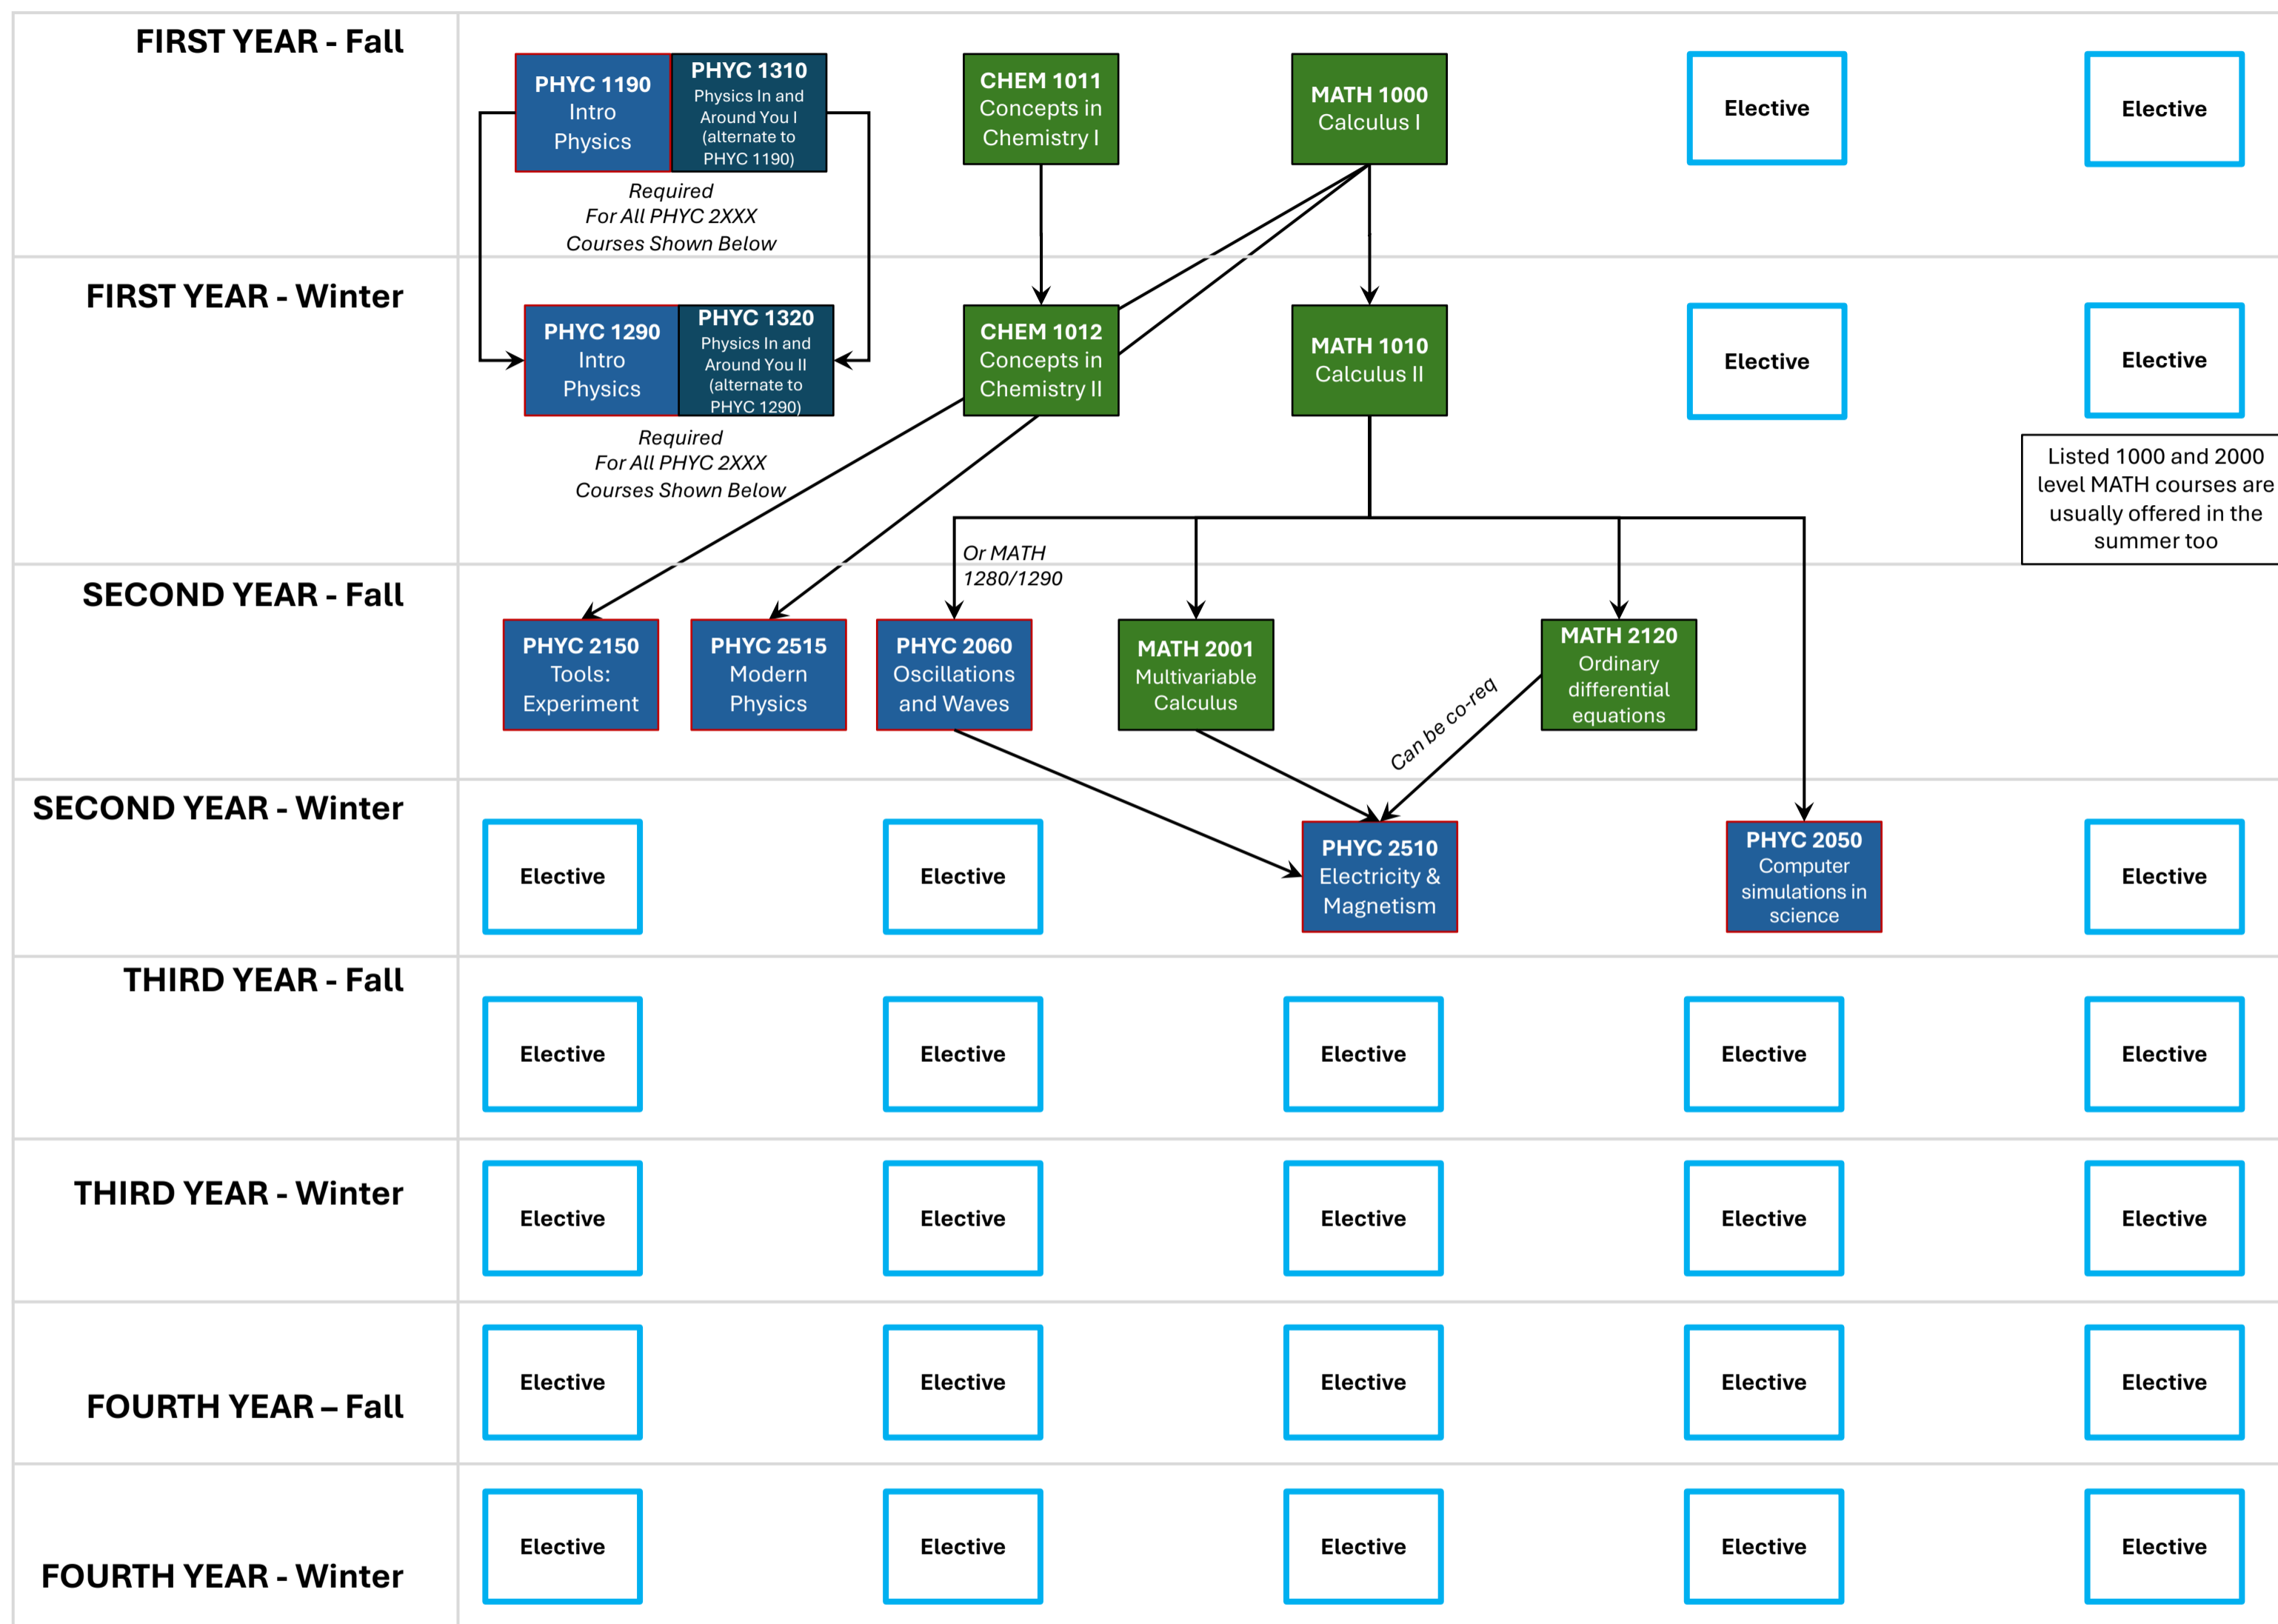 FIRST YEAR - Fall
PHYC 1190
Intro
Physics
PHYC 1310
Physics In and
Around You I
(alternate to
PHYC 1190)
Required
For All PHYC 2XXX
Courses Shown Below
CHEM 1011
Concepts in
Chemistry I
MATH 1000
Calculus I
Elective
Elective
FIRST YEAR - Winter
PHYC 1290
Intro
Physics
PHYC 1320
Physics In and
Around You II
(alternate to
PHYC 1290)
Required
For All PHYC 2XXX
Courses Shown Below
CHEM 1012
Concepts in
Chemistry II
MATH 1010
Calculus II
Elective
Elective
Listed 1000 and 2000
level MATH courses are
usually offered in the
summer too
Or MATH
1280/1290
SECOND YEAR - Fall
PHYC 2150
Tools:
Experiment
PHYC 2515
Modern
Physics
PHYC 2060
Oscillations
and Waves
MATH 2001
Multivariable
Calculus
MATH 2120
Ordinary
differential
equations
Can be co-req
SECOND YEAR - Winter
Elective
Elective
PHYC 2510
Electricity &
Magnetism
PHYC 2050
Computer
simulations in
science
Elective
THIRD YEAR - Fall
Elective
Elective
Elective
Elective
Elective
THIRD YEAR - Winter
Elective
Elective
Elective
Elective
Elective
FOURTH YEAR – Fall
Elective
Elective
Elective
Elective
Elective
FOURTH YEAR - Winter
Elective
Elective
Elective
Elective
Elective